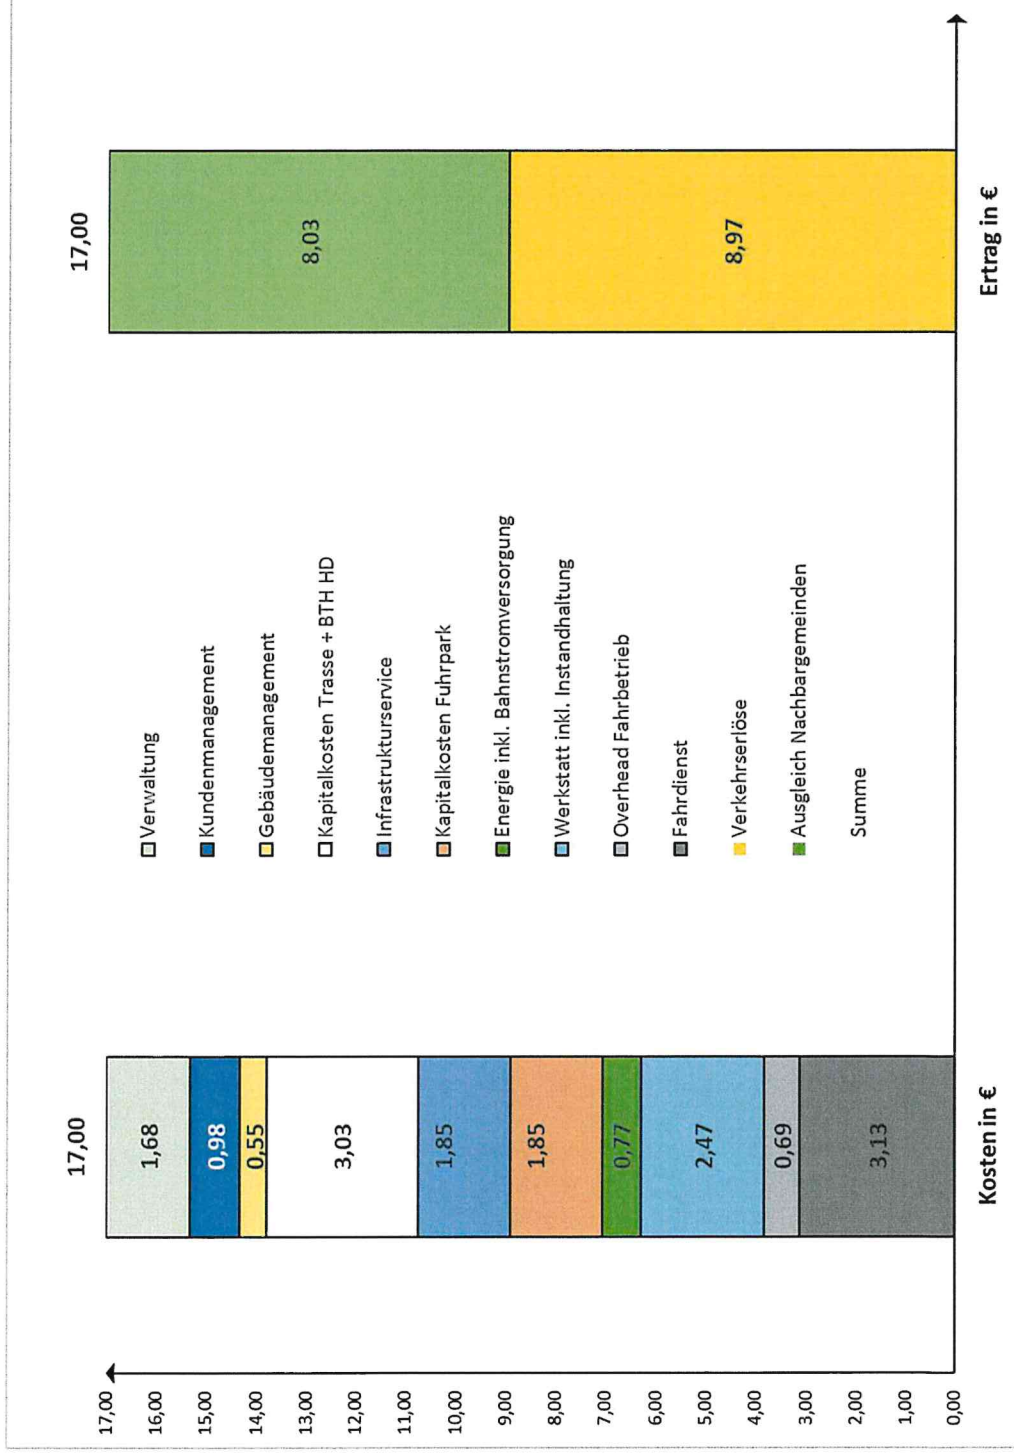 17,00
16,00
15,00
14,00
13,00
12,00
11,00
10,00
9,00
8,00
7,00
6,00
5,00
4,00
3,00
2,00
1,00
0,00
17,00
1,68
0,98
0,55
3,03
1,85
1,85
0,77
2,47
0,69
3,13
Kosten in €
Verwaltung
Kundenmanagement
Gebäudemanagement
Kapitalkosten Trasse + BTH HD
Infrastrukturservice
Kapitalkosten Fuhrpark
Energie inkl. Bahnstromversorgung
Werkstatt inkl. Instandhaltung
Overhead Fahrbetrieb
Fahrdienst
Verkehrserlöse
Ausgleich Nachbargemeinden
Summe
17,00
8,03
8,97
Ertrag in €